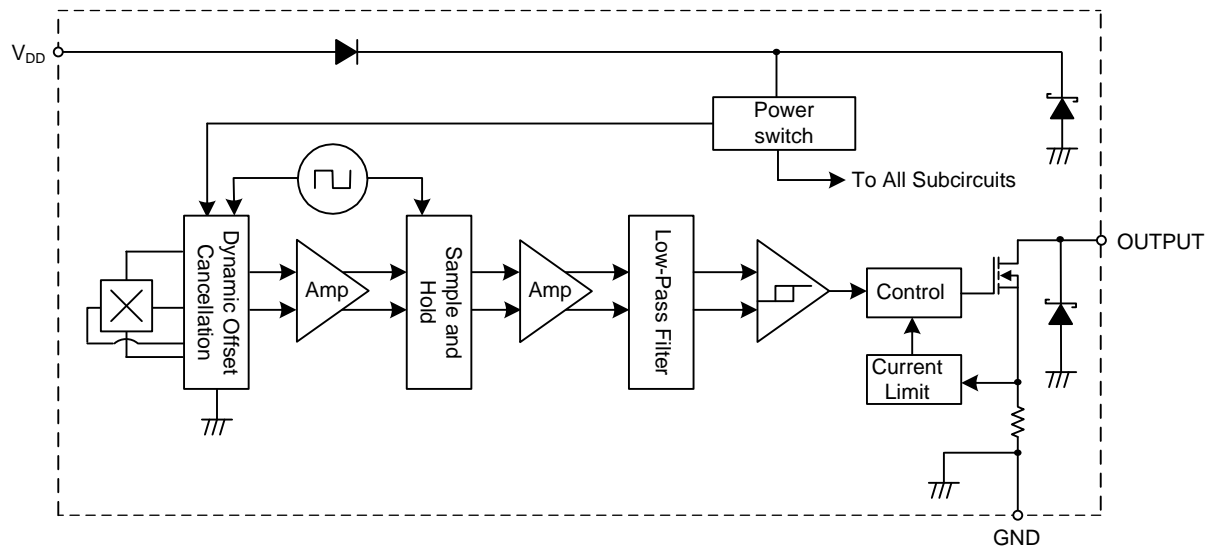 VDD
Power
switch
To All Subcircuits
OUTPUT
Dynamic Offset
Cancellation
Amp
Sample and
Hold
Amp
Low-Pass Filter
Control
Current
Limit
GND